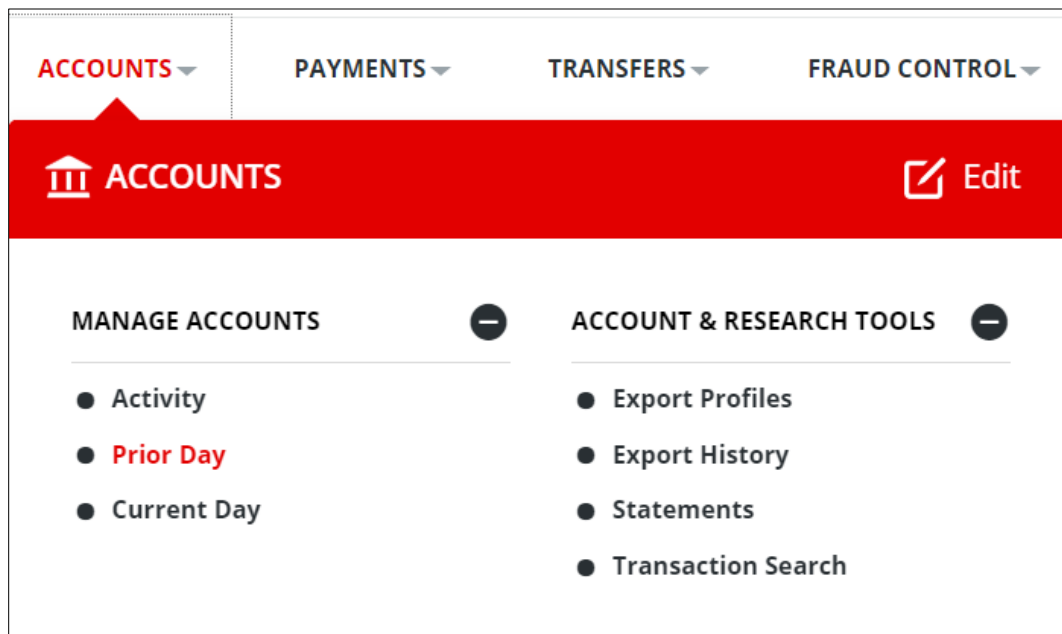 ACCOUNTS PAYMENTS TRANSFERS FRAUD CONTROL
ACCOUNTS
Edit
MANAGE ACCOUNTS
Activity
Prior Day
Current Day
ACCOUNT & RESEARCH TOOLS
Export Profiles
Export History
Statements
Transaction Search